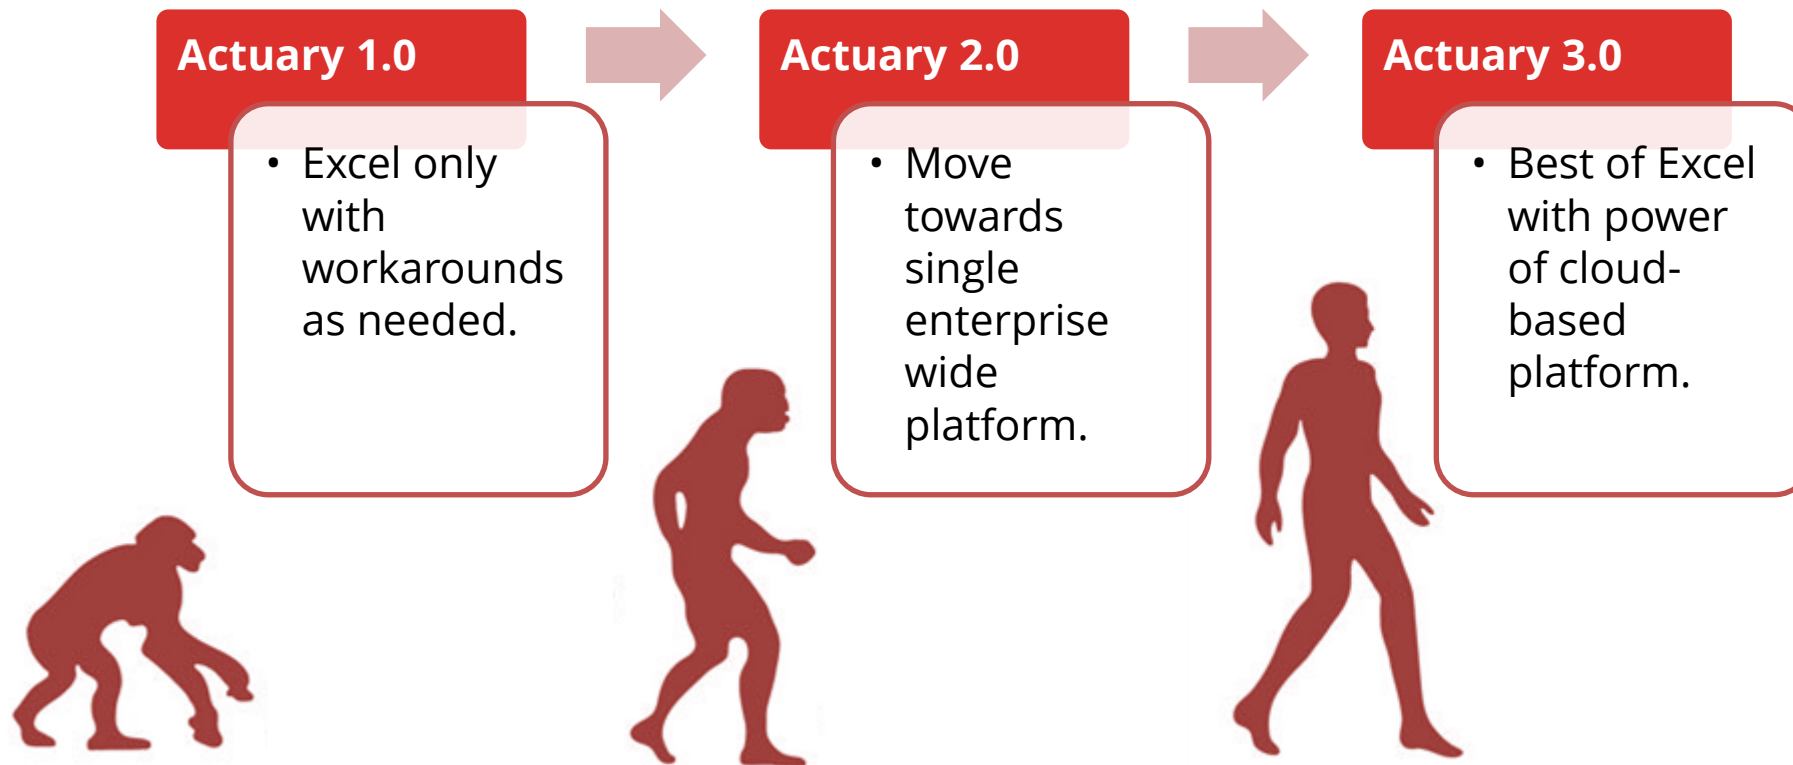 Actuary 1.0
• Excel only
with
workarounds
as needed.
Actuary 2.0
• Move
towards
single
enterprise
wide
platform.
Actuary 3.0
• Best of Excel
with power
of cloud-
based
platform.